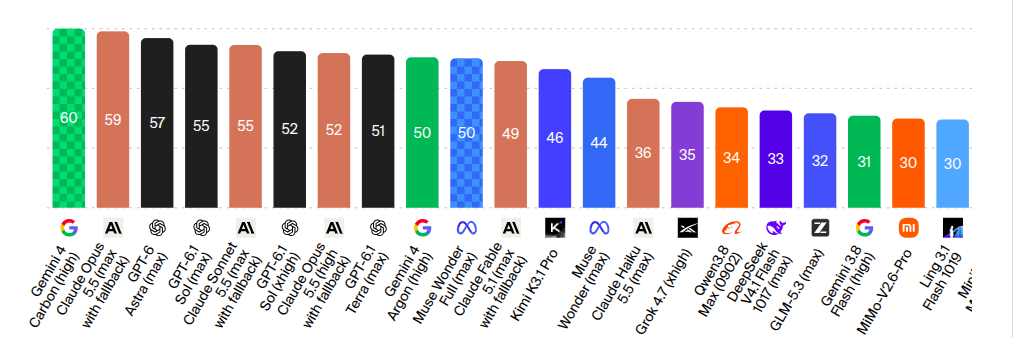 60
59
57
55
55
52
52
51
50
50
49
46
44
36
35
34
33
32
31
30
30
Gemini 4
Carbon (high)
Claude Opus
5.5 (max
with fallback)
GPT-6
Astra (max)
GPT-6.1
Sol (max)
Claude Sonnet
5.5 (max
with fallback)
GPT-6.1
Sol (xhigh)
Claude Opus
5.5 (high
with fallback)
GPT-6.1
Terra (max)
Gemini 4
Argon (high)
Muse Wonder
Full (max)
Claude Fable
5.1 (max
with fallback)
Kimi K3.1 Pro
Muse
Wonder (max)
Claude Haiku
5.5 (max)
Grok 4.7 (xhigh)
Qwen3.8
Max (0902)
DeepSeek
V4.1 Flash
1017 (max)
GLM-5.3 (max)
Gemini 3.8
Flash (high)
MiMo-V2.6-Pro
Ling 3.1
Flash 1019